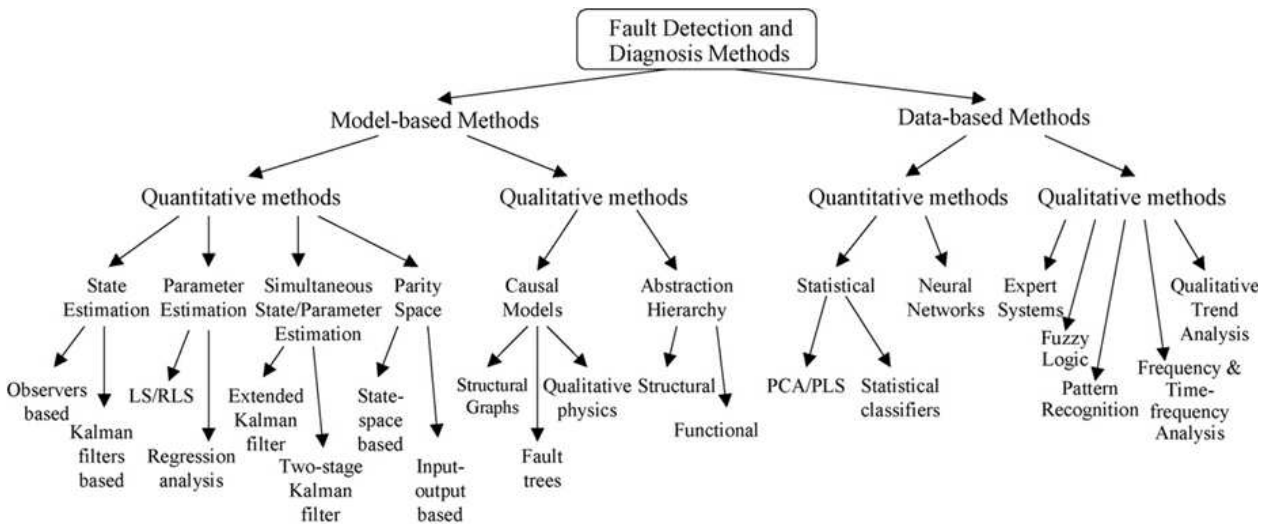 Fault Detection and
Diagnosis Methods
Model-based Methods
Data-based Methods
Quantitative methods
Qualitative methods
Quantitative methods
Qualitative methods
State
Estimation
Parameter
Estimation
Simultaneous
State/Parameter
Estimation
Parity
Space
Causal
Models
Abstraction
Hierarchy
Statistical
Neural
Networks
Expert
Systems
Fuzzy
Logic
Pattern
Recognition
Frequency &
Time-
frequency
Analysis
Qualitative
Trend
Analysis
Observers
based
Kalman
filters
based
LS/RLS
Regression
analysis
Extended
Kalman
filter
Two-stage
Kalman
filter
State-
space
based
Input-
output
based
Structural
Graphs
Fault
trees
Qualitative
physics
Structural
Functional
PCA/PLS
Statistical
classifiers